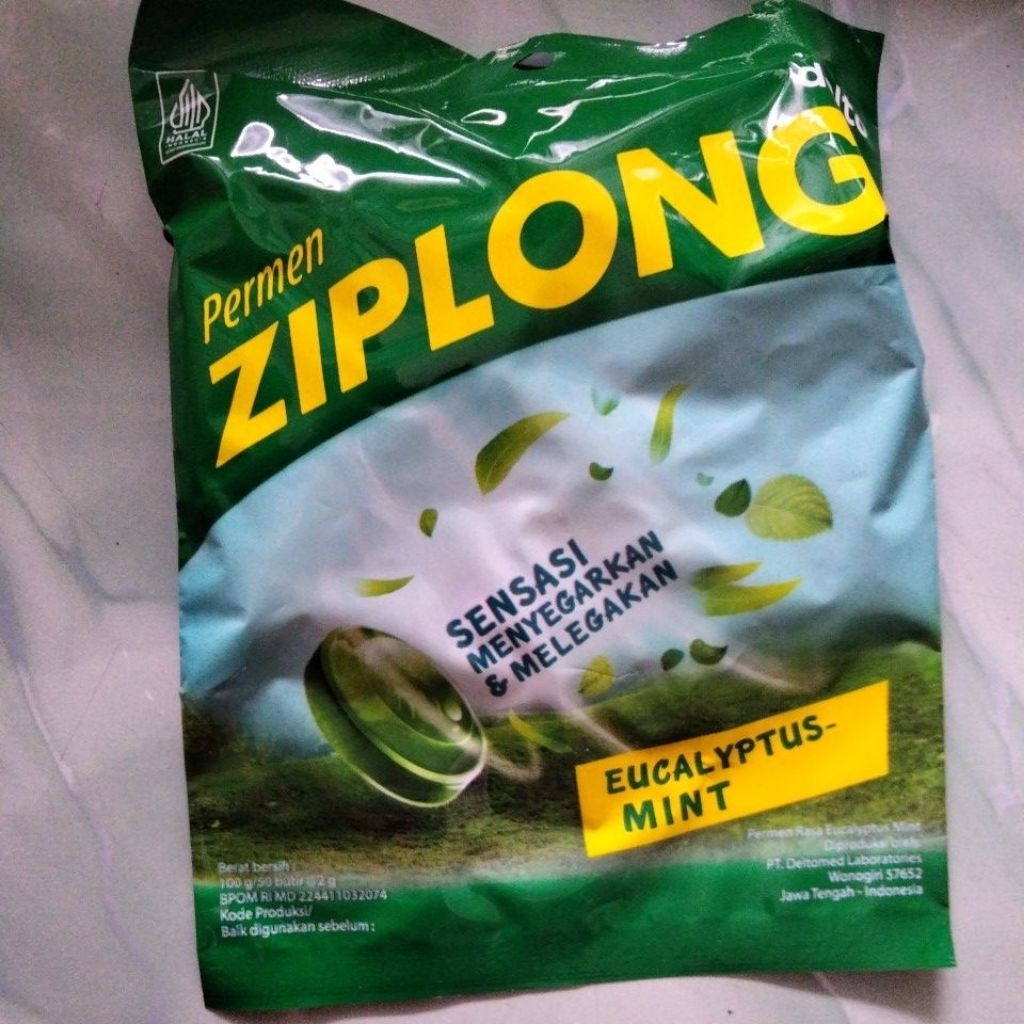 HALAL
INDONESIA
Permen
ZIPLONG
SENSASI
MENYEGARKAN
& MELEGAKAN
EUCALYPTUS-
MINT
Berat bersih :
100 g/50 butir @2 g
BPOM RI MD 224411032074
Kode Produksi/
Baik digunakan sebelum :
Permen Rasa Eucalyptus Mint
Diproduksi oleh:
PT. Deltomed Laboratories
Wonogiri 57652
Jawa Tengah - Indonesia